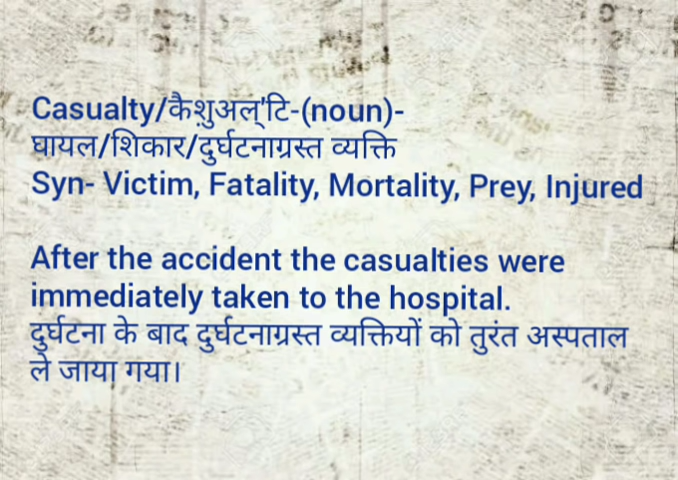 Casualty/कैशुअल्'टि-(noun)-
घायल/शिकार/दुर्घटनाग्रस्त व्यक्ति
Syn- Victim, Fatality, Mortality, Prey, Injured
After the accident the casualties were
immediately taken to the hospital.
दुर्घटना के बाद दुर्घटनाग्रस्त व्यक्तियों को तुरंत अस्पताल
ले जाया गया।